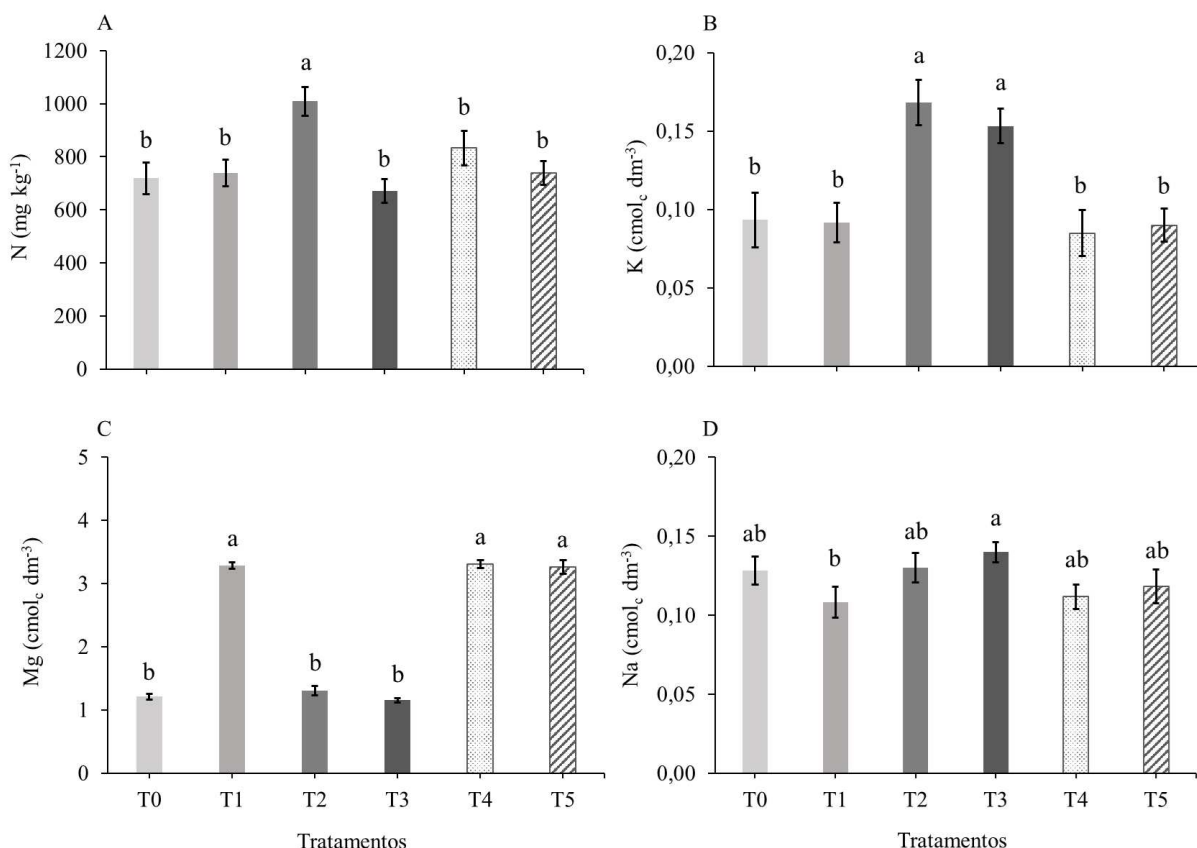 A
N (mg kg⁻¹)
1200
1000
800
600
400
200
0
b
b
a
b
b
b
B
K (cmol_c dm⁻³)
0,20
0,15
0,10
0,05
0,00
b
b
a
a
b
b
C
Mg (cmol_c dm⁻³)
5
4
3
2
1
0
b
a
b
b
a
a
T0 T1 T2 T3 T4 T5
Tratamentos
D
Na (cmol_c dm⁻³)
0,20
0,15
0,10
0,05
0,00
ab
b
ab
a
ab
ab
T0 T1 T2 T3 T4 T5
Tratamentos